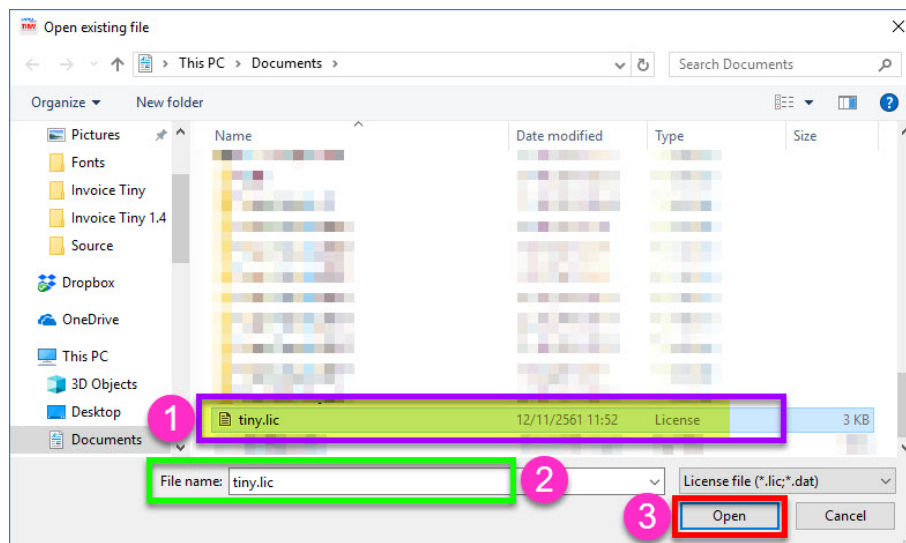 Open existing file
This PC > Documents >
Search Documents
Organize
New folder
Name
Date modified
Type
Size
Pictures
Fonts
Invoice Tiny
Invoice Tiny 1.4
Source
Dropbox
OneDrive
This PC
3D Objects
Desktop
Documents
1
tiny.lic 12/11/2561 11:52 License 3 KB
File name: tiny.lic
2
License file (*.lic;*.dat)
3
Open
Cancel